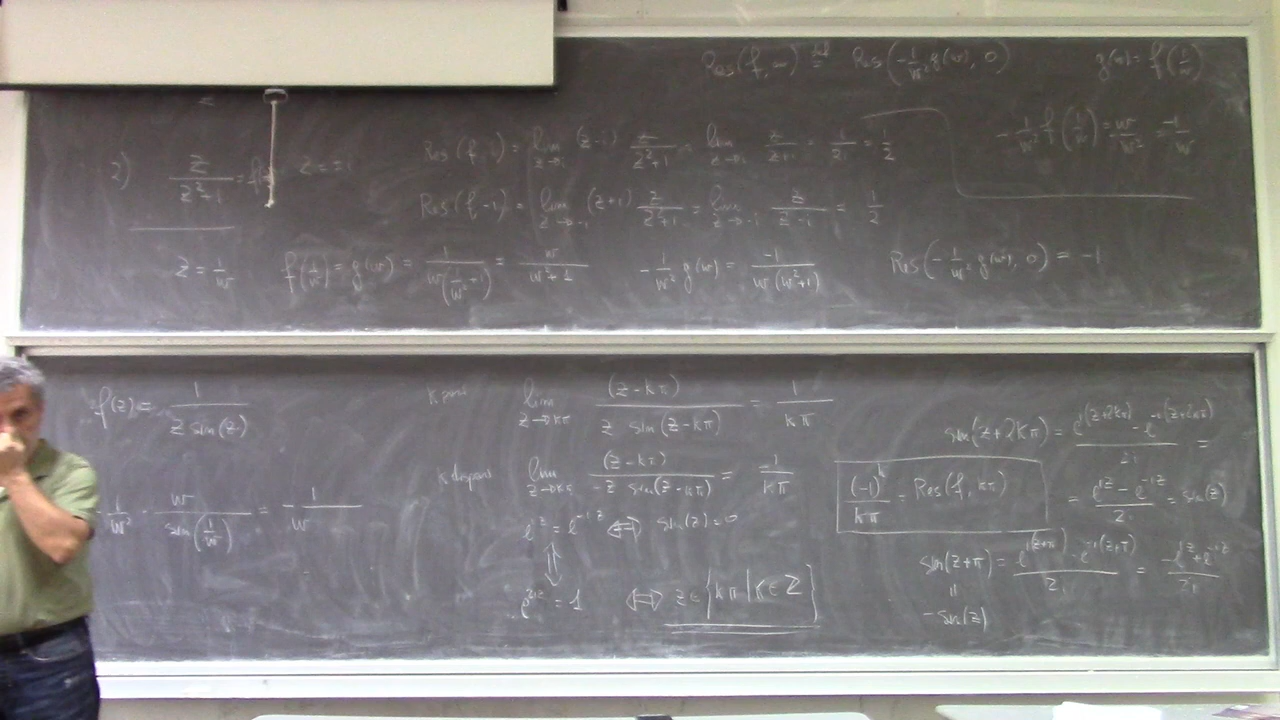 Res(f, ∞) def= Res(-1/w² g(w), 0) g(w) = f(1/w)
-1/w² f(1/w) = w/w² = -1/w
2) z/(z²+1) = f z = ±i
Res(f, i) = lim z→i (z-i) z/(z²+1) = lim z→i z/(z+i) = i/2i = 1/2
Res(f, -i) = lim z→-i (z+i) z/(z²+1) = lim z→-i z/(z-i) = 1/2
z = 1/w f(1/w) = g(w) = 1/(w(1/w² + 1)) = w/(w²+1) -1/w² g(w) = -1/(w(w²+1)) Res(-1/w² g(w), 0) = -1
f(z) = 1/(z sin(z))
-1/w² · w/sin(1/w) = -1/w
k pari lim z→kπ (z-kπ)/(z sin(z-kπ)) = 1/kπ
k dispari lim z→kπ (z-kπ)/(-z sin(z-kπ)) = -1/kπ
e^{iz} = e^{-iz} ⇔ sin(z) = 0
⇕
e^{2iz} = 1 ⇔ z ∈ {kπ | k ∈ Z}
(-1)^k/kπ = Res(f, kπ)
sin(z+2kπ) = (e^{i(z+2kπ)} - e^{-i(z+2kπ)})/2i =
= (e^{iz} - e^{-iz})/2i = sin(z)
sin(z+π) = (e^{i(z+π)} - e^{-i(z+π)})/2i = (-e^{iz} + e^{-iz})/2i
=
-sin(z)